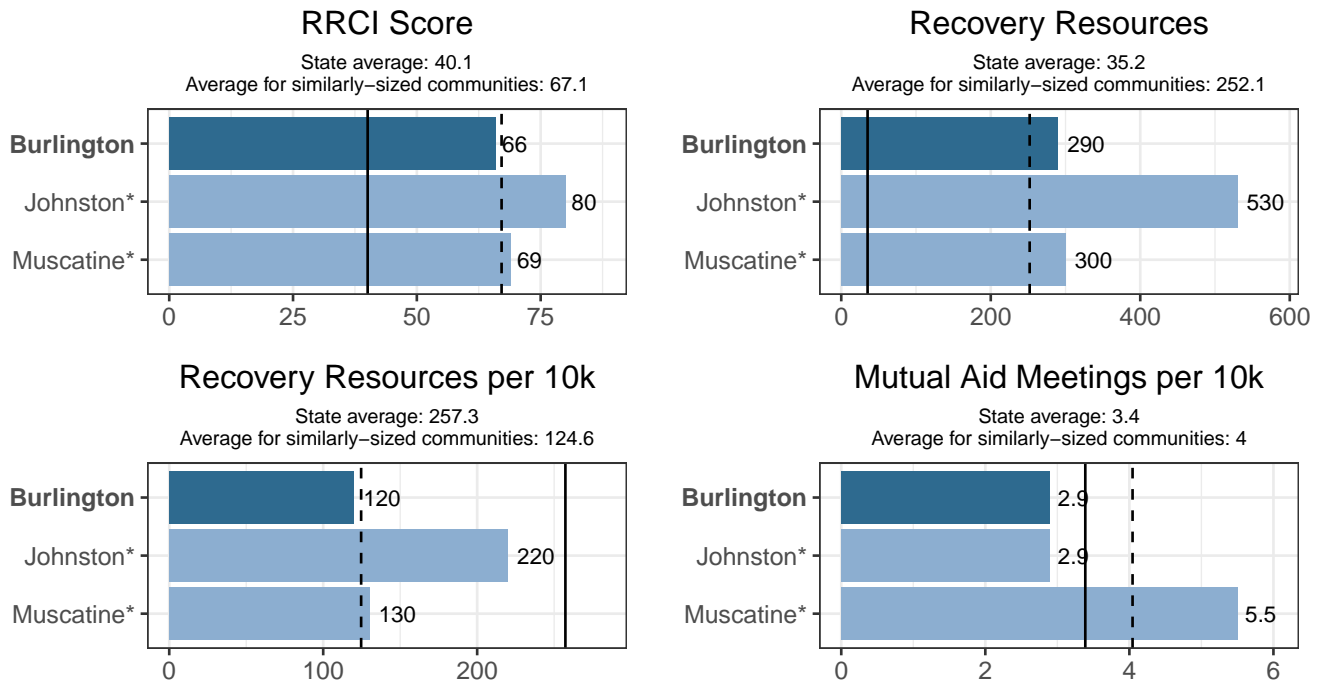 RRCI Score
State average: 40.1
Average for similarly−sized communities: 67.1
Burlington
66
Johnston*
80
Muscatine*
69
0 25 50 75
Recovery Resources
State average: 35.2
Average for similarly−sized communities: 252.1
Burlington
290
Johnston*
530
Muscatine*
300
0 200 400 600
Recovery Resources per 10k
State average: 257.3
Average for similarly−sized communities: 124.6
Burlington
120
Johnston*
220
Muscatine*
130
0 100 200
Mutual Aid Meetings per 10k
State average: 3.4
Average for similarly−sized communities: 4
Burlington
2.9
Johnston*
2.9
Muscatine*
5.5
0 2 4 6